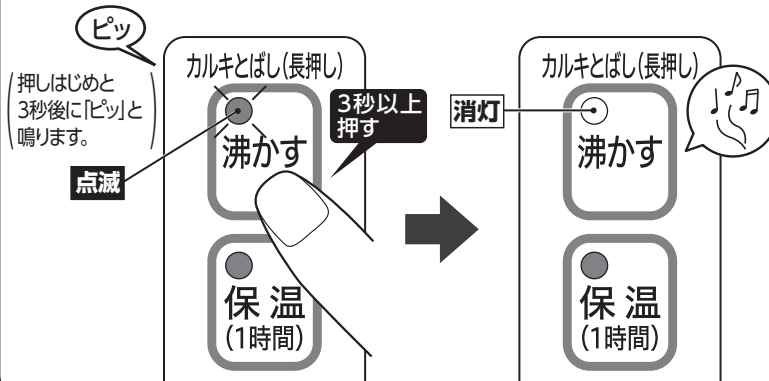 ピッ
押しはじめと
3秒後に「ピッ」と
鳴ります。
点滅
カルキとばし(長押し)
沸かす
3秒以上
押す
保温
(1時間)
カルキとばし(長押し)
消灯
沸かす
保温
(1時間)